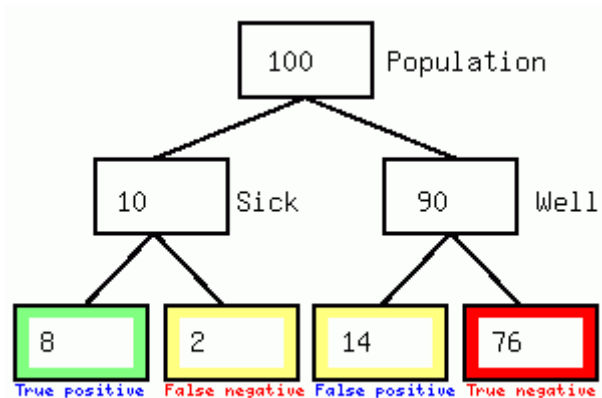 100 Population
10 Sick 90 Well
8 2 14 76
True positive False negative False positive True negative